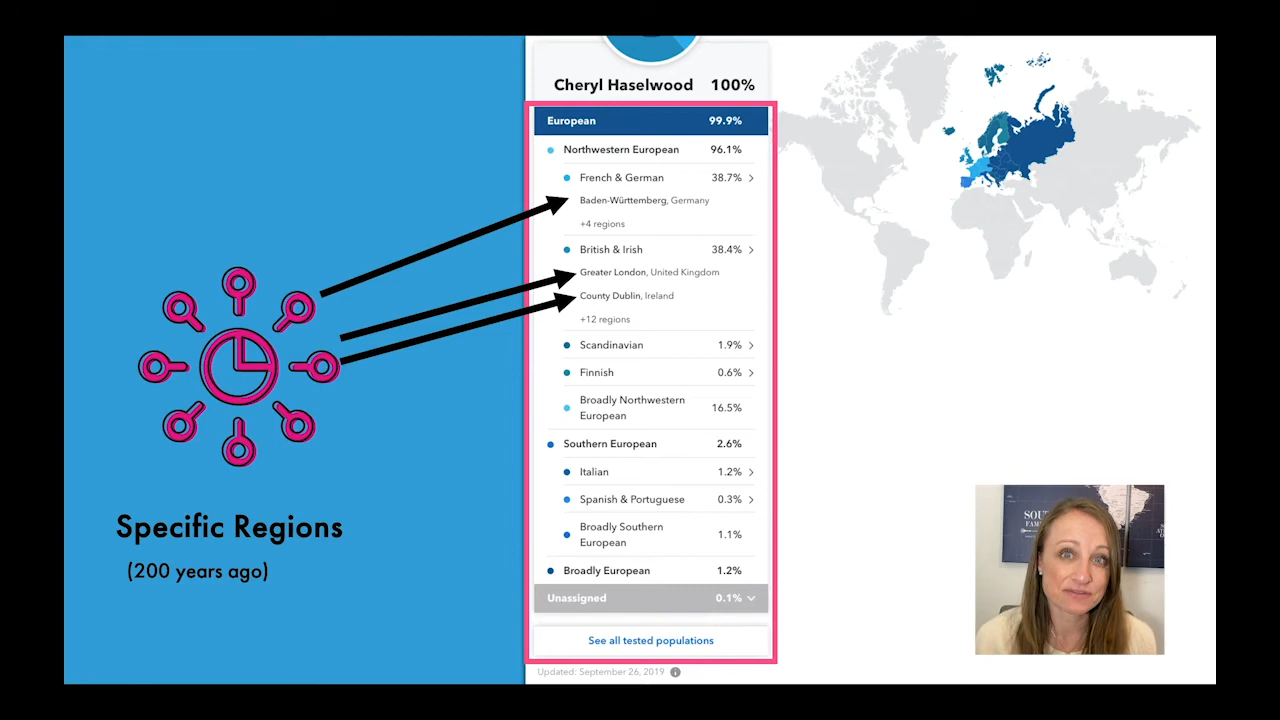 Cheryl Haselwood 100%
European 99.9%
Northwestern European 96.1%
French & German 38.7%
Baden-Württemberg, Germany
+4 regions
British & Irish 38.4%
Greater London, United Kingdom
County Dublin, Ireland
+12 regions
Scandinavian 1.9%
Finnish 0.6%
Broadly Northwestern
European 16.5%
Southern European 2.6%
Italian 1.2%
Spanish & Portuguese 0.3%
Broadly Southern
European 1.1%
Broadly European 1.2%
Unassigned 0.1%
See all tested populations
Updated: September 26, 2019
Specific Regions
(200 years ago)